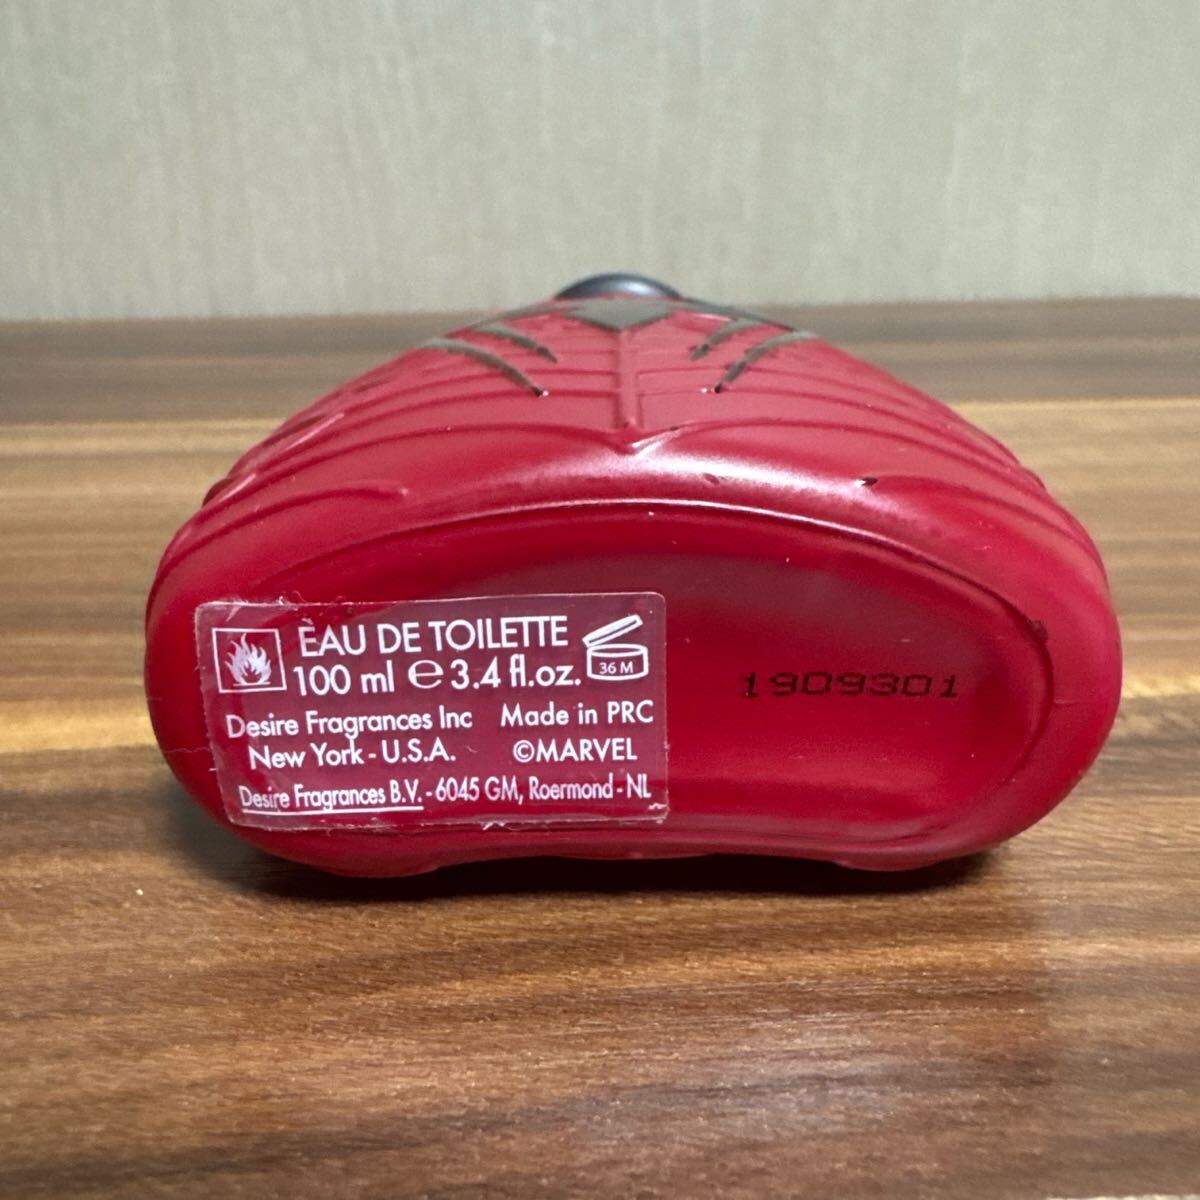 EAU DE TOILETTE
100 ml ℮ 3.4 fl.oz.
36 M
Desire Fragrances Inc Made in PRC
New York - U.S.A. ©MARVEL
Desire Fragrances B.V. - 6045 GM, Roermond - NL
1909301